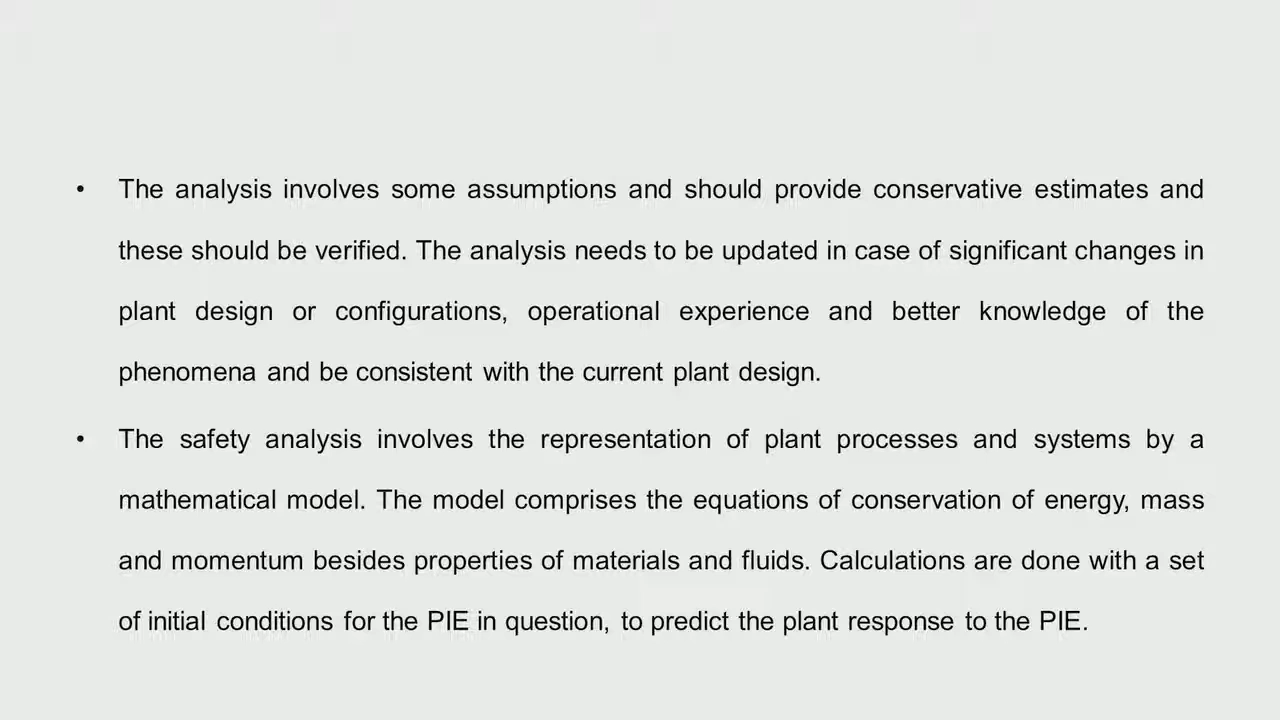 • The analysis involves some assumptions and should provide conservative estimates and
these should be verified. The analysis needs to be updated in case of significant changes in
plant design or configurations, operational experience and better knowledge of the
phenomena and be consistent with the current plant design.
• The safety analysis involves the representation of plant processes and systems by a
mathematical model. The model comprises the equations of conservation of energy, mass
and momentum besides properties of materials and fluids. Calculations are done with a set
of initial conditions for the PIE in question, to predict the plant response to the PIE.